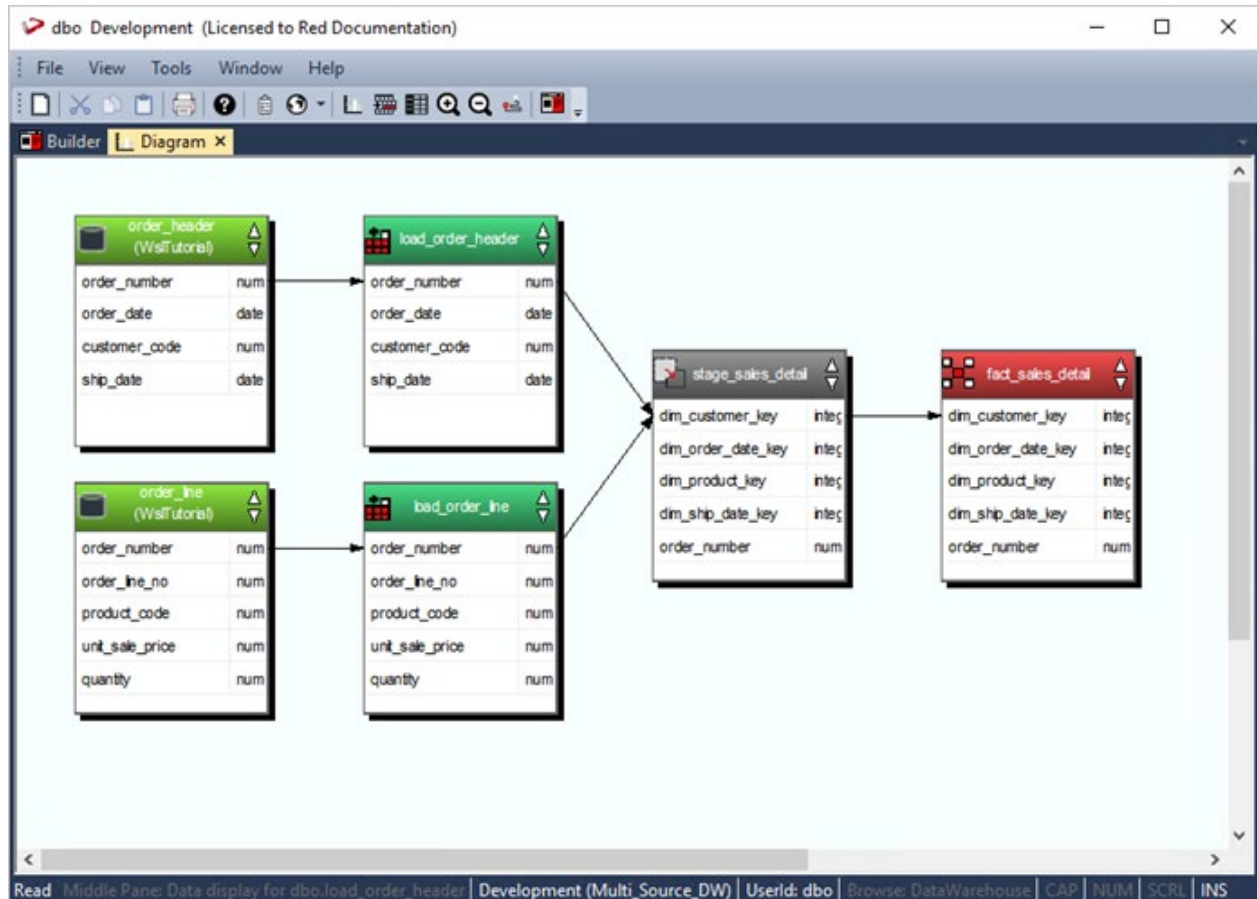 dbo Development (Licensed to Red Documentation)
File View Tools Window Help
Builder Diagram
order_header
(WslTutorial)
order_number num
order_date date
customer_code num
ship_date date
load_order_header
order_number num
order_date date
customer_code num
ship_date date
order_line
(WslTutorial)
order_number num
order_line_no num
product_code num
unit_sale_price num
quantity num
load_order_line
order_number num
order_line_no num
product_code num
unit_sale_price num
quantity num
stage_sales_detail
dim_customer_key integ
dim_order_date_key integ
dim_product_key integ
dim_ship_date_key integ
order_number num
fact_sales_detail
dim_customer_key integ
dim_order_date_key integ
dim_product_key integ
dim_ship_date_key integ
order_number num
Read Middle Pane: Data display for dbo.load_order_header Development (Multi_Source_DW) UserId: dbo Browse: DataWarehouse CAP NUM SCRL INS